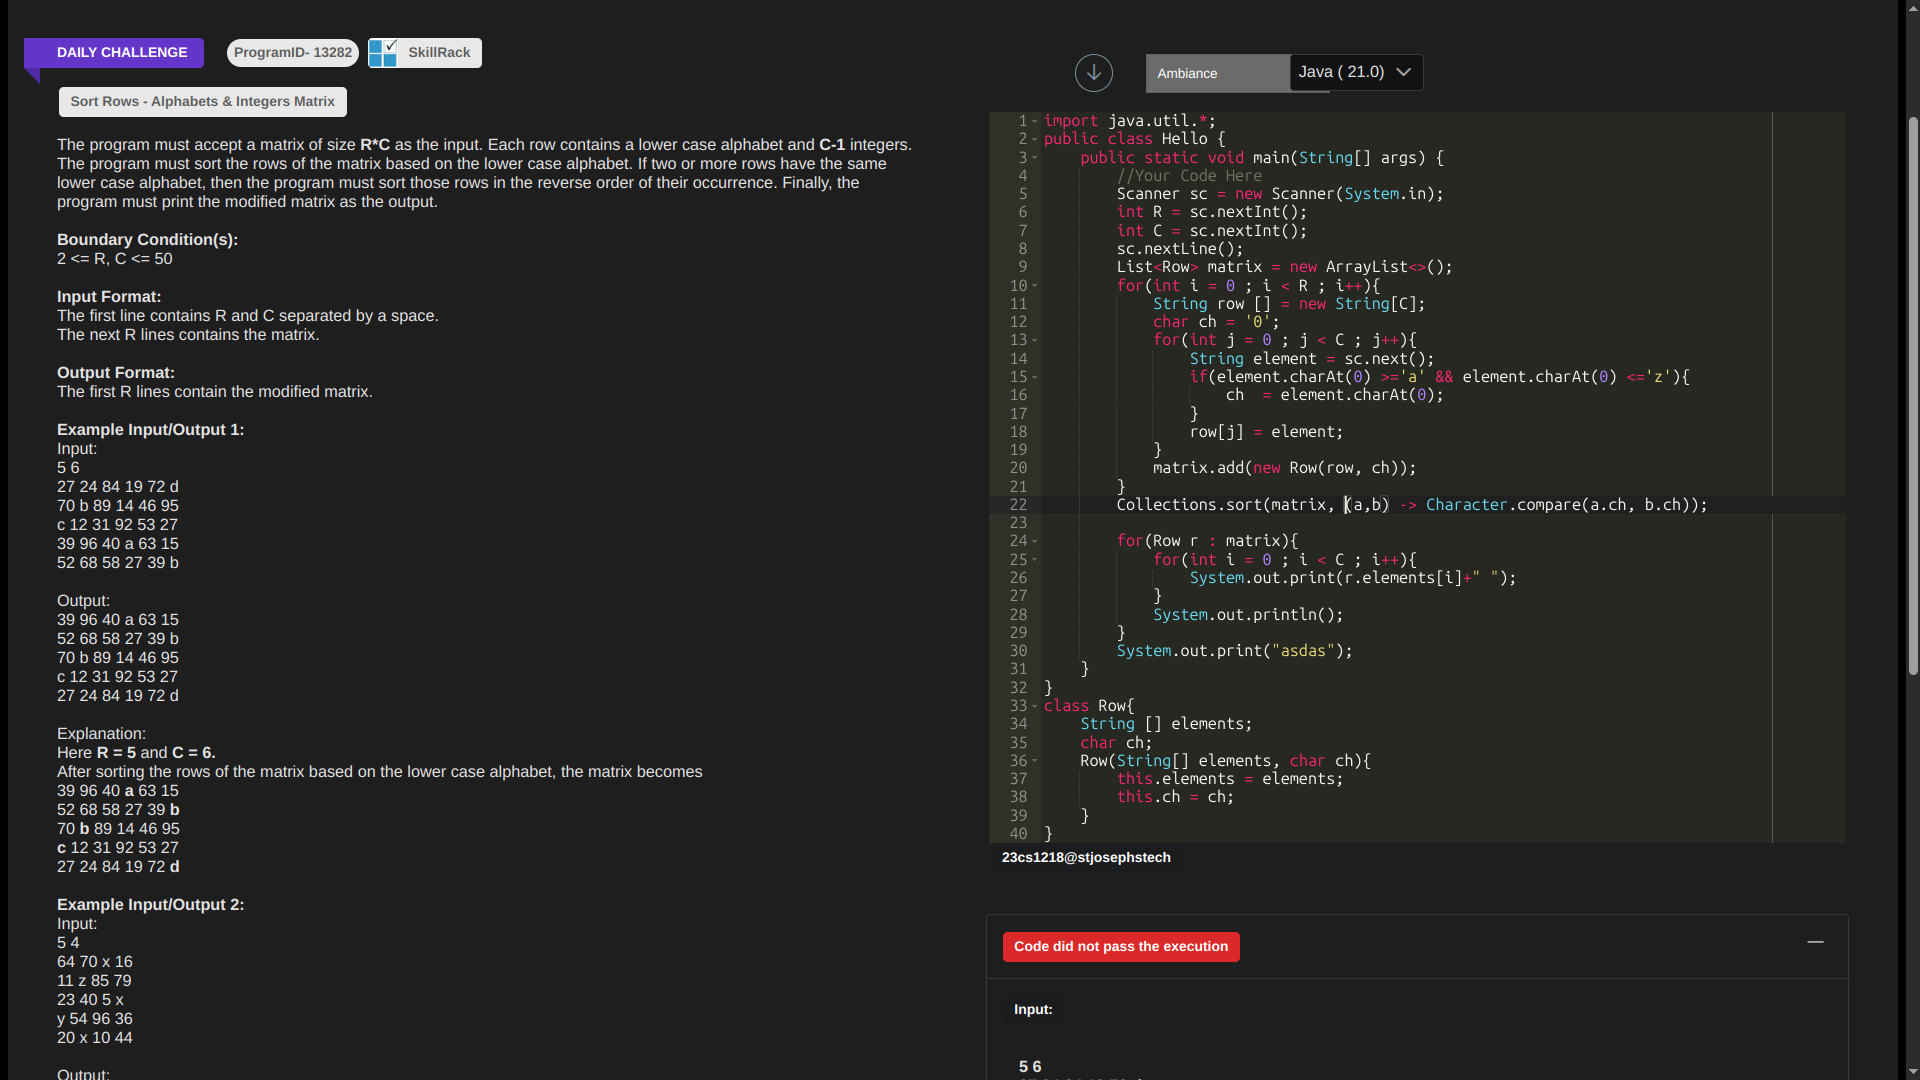 DAILY CHALLENGE
ProgramID- 13282
SkillRack
Sort Rows - Alphabets & Integers Matrix
The program must accept a matrix of size R*C as the input. Each row contains a lower case alphabet and C-1 integers.
The program must sort the rows of the matrix based on the lower case alphabet. If two or more rows have the same
lower case alphabet, then the program must sort those rows in the reverse order of their occurrence. Finally, the
program must print the modified matrix as the output.
Boundary Condition(s):
2 <= R, C <= 50
Input Format:
The first line contains R and C separated by a space.
The next R lines contains the matrix.
Output Format:
The first R lines contain the modified matrix.
Example Input/Output 1:
Input:
5 6
27 24 84 19 72 d
70 b 89 14 46 95
c 12 31 92 53 27
39 96 40 a 63 15
52 68 58 27 39 b
Output:
39 96 40 a 63 15
52 68 58 27 39 b
70 b 89 14 46 95
c 12 31 92 53 27
27 24 84 19 72 d
Explanation:
Here R = 5 and C = 6.
After sorting the rows of the matrix based on the lower case alphabet, the matrix becomes
39 96 40 a 63 15
52 68 58 27 39 b
70 b 89 14 46 95
c 12 31 92 53 27
27 24 84 19 72 d
Example Input/Output 2:
Input:
5 4
64 70 x 16
11 z 85 79
23 40 5 x
y 54 96 36
20 x 10 44
Output:
Ambiance
Java ( 21.0)
1 import java.util.*;
2 public class Hello {
3 public static void main(String[] args) {
4 //Your Code Here
5 Scanner sc = new Scanner(System.in);
6 int R = sc.nextInt();
7 int C = sc.nextInt();
8 sc.nextLine();
9 List<Row> matrix = new ArrayList<>();
10 for(int i = 0 ; i < R ; i++){
11 String row [] = new String[C];
12 char ch = '0';
13 for(int j = 0 ; j < C ; j++){
14 String element = sc.next();
15 if(element.charAt(0) >='a' && element.charAt(0) <='z'){
16 ch  = element.charAt(0);
17 }
18 row[j] = element;
19 }
20 matrix.add(new Row(row, ch));
21 }
22 Collections.sort(matrix, (a,b) -> Character.compare(a.ch, b.ch));
23
24 for(Row r : matrix){
25 for(int i = 0 ; i < C ; i++){
26 System.out.print(r.elements[i]+" ");
27 }
28 System.out.println();
29 }
30 System.out.print("asdas");
31 }
32 }
33 class Row{
34 String [] elements;
35 char ch;
36 Row(String[] elements, char ch){
37 this.elements = elements;
38 this.ch = ch;
39 }
40 }
23cs1218@stjosephstech
Code did not pass the execution
Input:
5 6